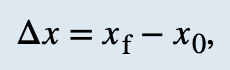 Δx = x_f − x_0,